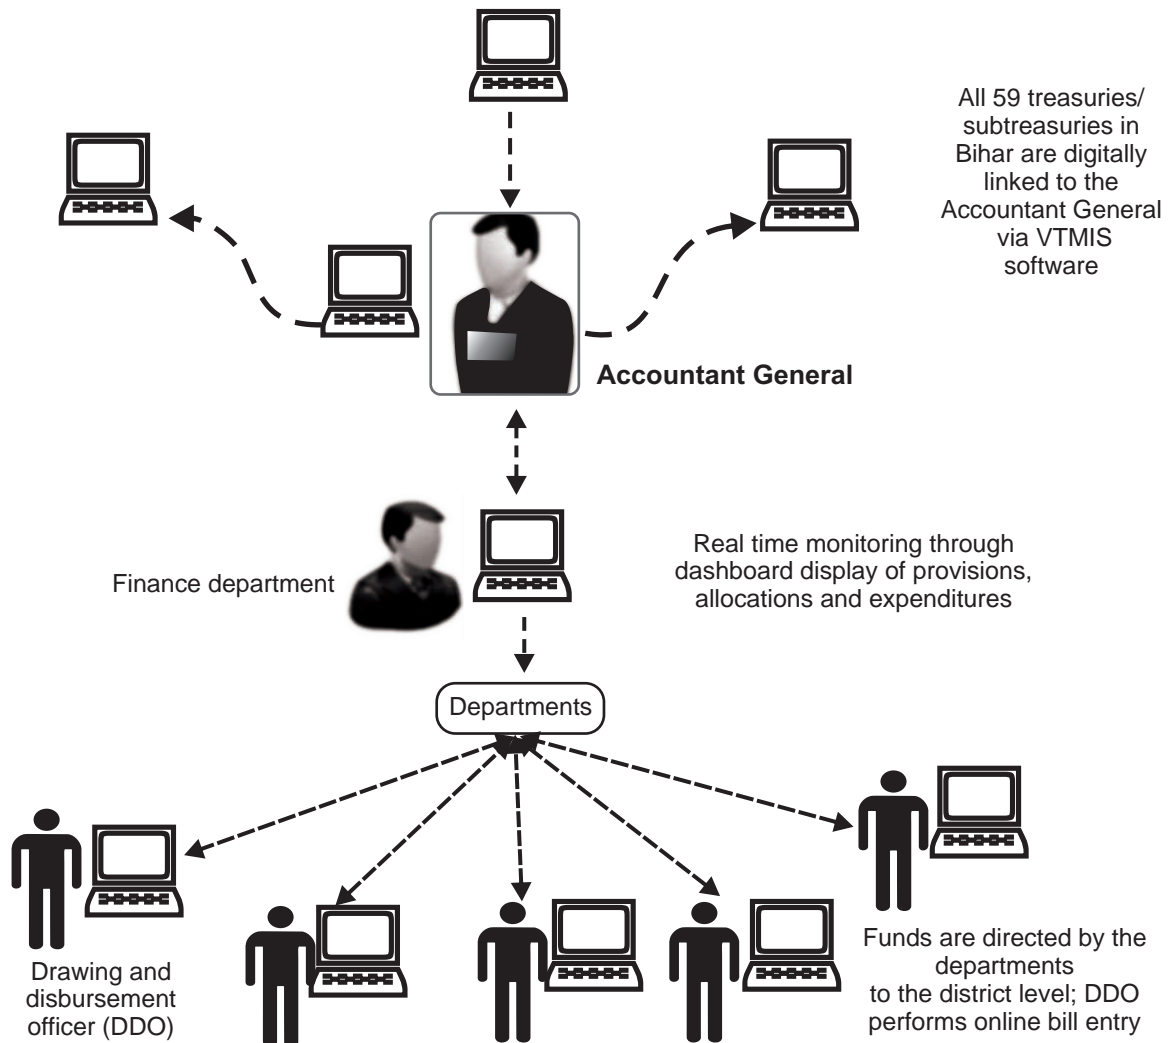 All 59 treasuries/
subtreasuries in
Bihar are digitally
linked to the
Accountant General
via VTMIS
software
Accountant General
Finance department
Real time monitoring through
dashboard display of provisions,
allocations and expenditures
Departments
Drawing and
disbursement
officer (DDO)
Funds are directed by the
departments
to the district level; DDO
performs online bill entry